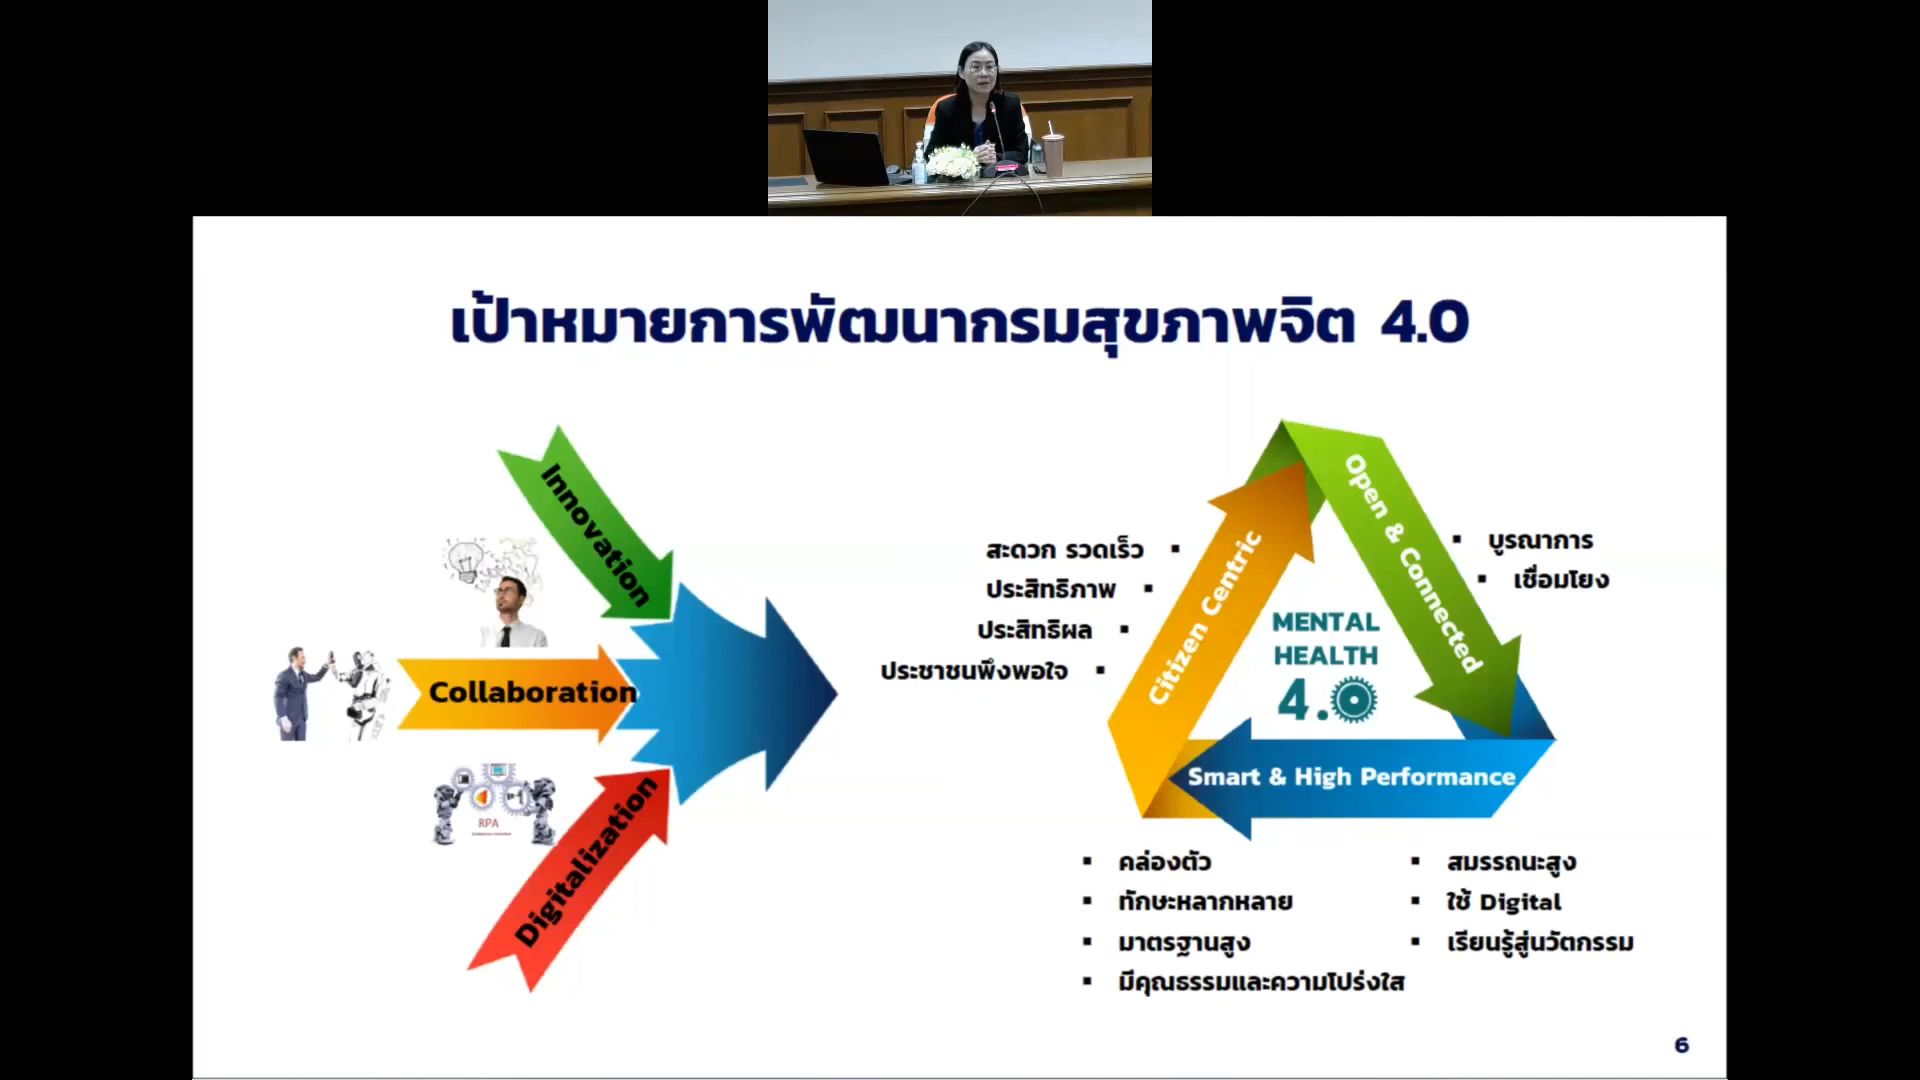 เป้าหมายการพัฒนากรมสุขภาพจิต 4.0
Innovation
Collaboration
RPA
Digitalization
สะดวก รวดเร็ว
ประสิทธิภาพ
ประสิทธิผล
ประชาชนพึงพอใจ
Citizen Centric
Open & Connected
บูรณาการ
เชื่อมโยง
MENTAL
HEALTH
4.0
Smart & High Performance
คล่องตัว
ทักษะหลากหลาย
มาตรฐานสูง
มีคุณธรรมและความโปร่งใส
สมรรถนะสูง
ใช้ Digital
เรียนรู้สู่นวัตกรรม
6